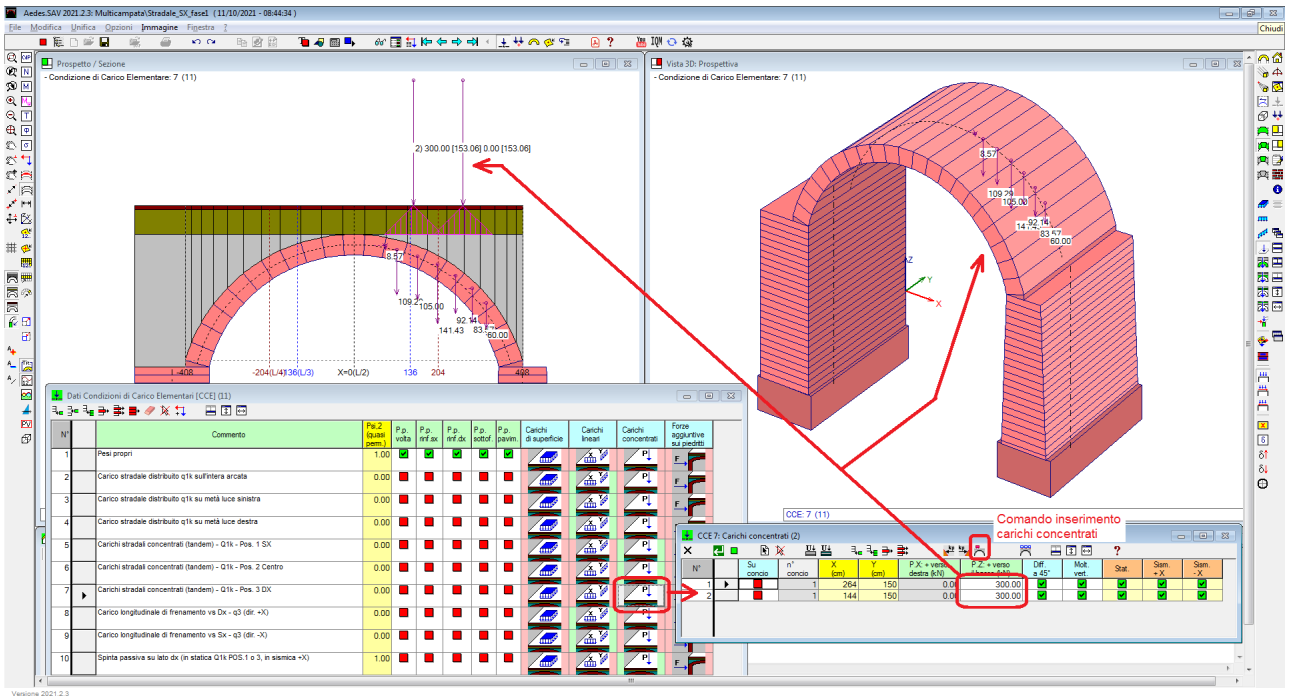 Aedes.SAV 2021.2.3: Multicampata\Stradale_SX_fase1 (11/10/2021 - 08:44:34 )
File Modifica Unifica Opzioni Immagine Finestra ?
Chiudi
Prospetto / Sezione
- Condizione di Carico Elementare: 7 (11)
2) 300.00 [153.06] 0.00 [153.06]
8.57
105.00
92.14
141.43
60.00
-408
-204(L/4)
136(L/3)
X=0(L/2)
136
204
408
Vista 3D: Prospettiva
- Condizione di Carico Elementare: 7 (11)
8.57
109.29
105.00
92.14
83.57
60.00
Z
Y
X
CCE: 7 (11)
Dati Condizioni di Carico Elementari [CCE] (11)
N° Commento Psi,2 (quasi perm.) P.p. volta P.p. rinf.sx P.p. rinf.dx P.p. sottof. P.p. pavim. Carichi di superficie Carichi lineari Carichi concentrati Forze aggiuntive sui piedritti
1 Pesi propri 1.00
2 Carico stradale distribuito q1k sull'intera arcata 0.00
3 Carico stradale distribuito q1k su metà luce sinistra 0.00
4 Carico stradale distribuito q1k su metà luce destra 0.00
5 Carichi stradali concentrati (tandem) - Q1k - Pos. 1 SX 0.00
6 Carichi stradali concentrati (tandem) - Q1k - Pos. 2 Centro 0.00
7 Carichi stradali concentrati (tandem) - Q1k - Pos. 3 DX 0.00
8 Carico longitudinale di frenamento vs Dx - q3 (dir. +X) 0.00
9 Carico longitudinale di frenamento vs Sx - q3 (dir. -X) 0.00
10 Spinta passiva su lato dx (in statica Q1k POS.1 o 3, in sismica +X) 1.00
Comando inserimento
carichi concentrati
CCE 7: Carichi concentrati (2)
N° Su concio n° concio X (cm) Y (cm) P.X: + verso destra (kN) P.Z: + verso Diff. a 45° Molt. vert. Stat. Sism. + X Sism. - X
1 1 264 150 0.00 300.00
2 1 144 150 0.00 300.00
Versione 2021.2.3